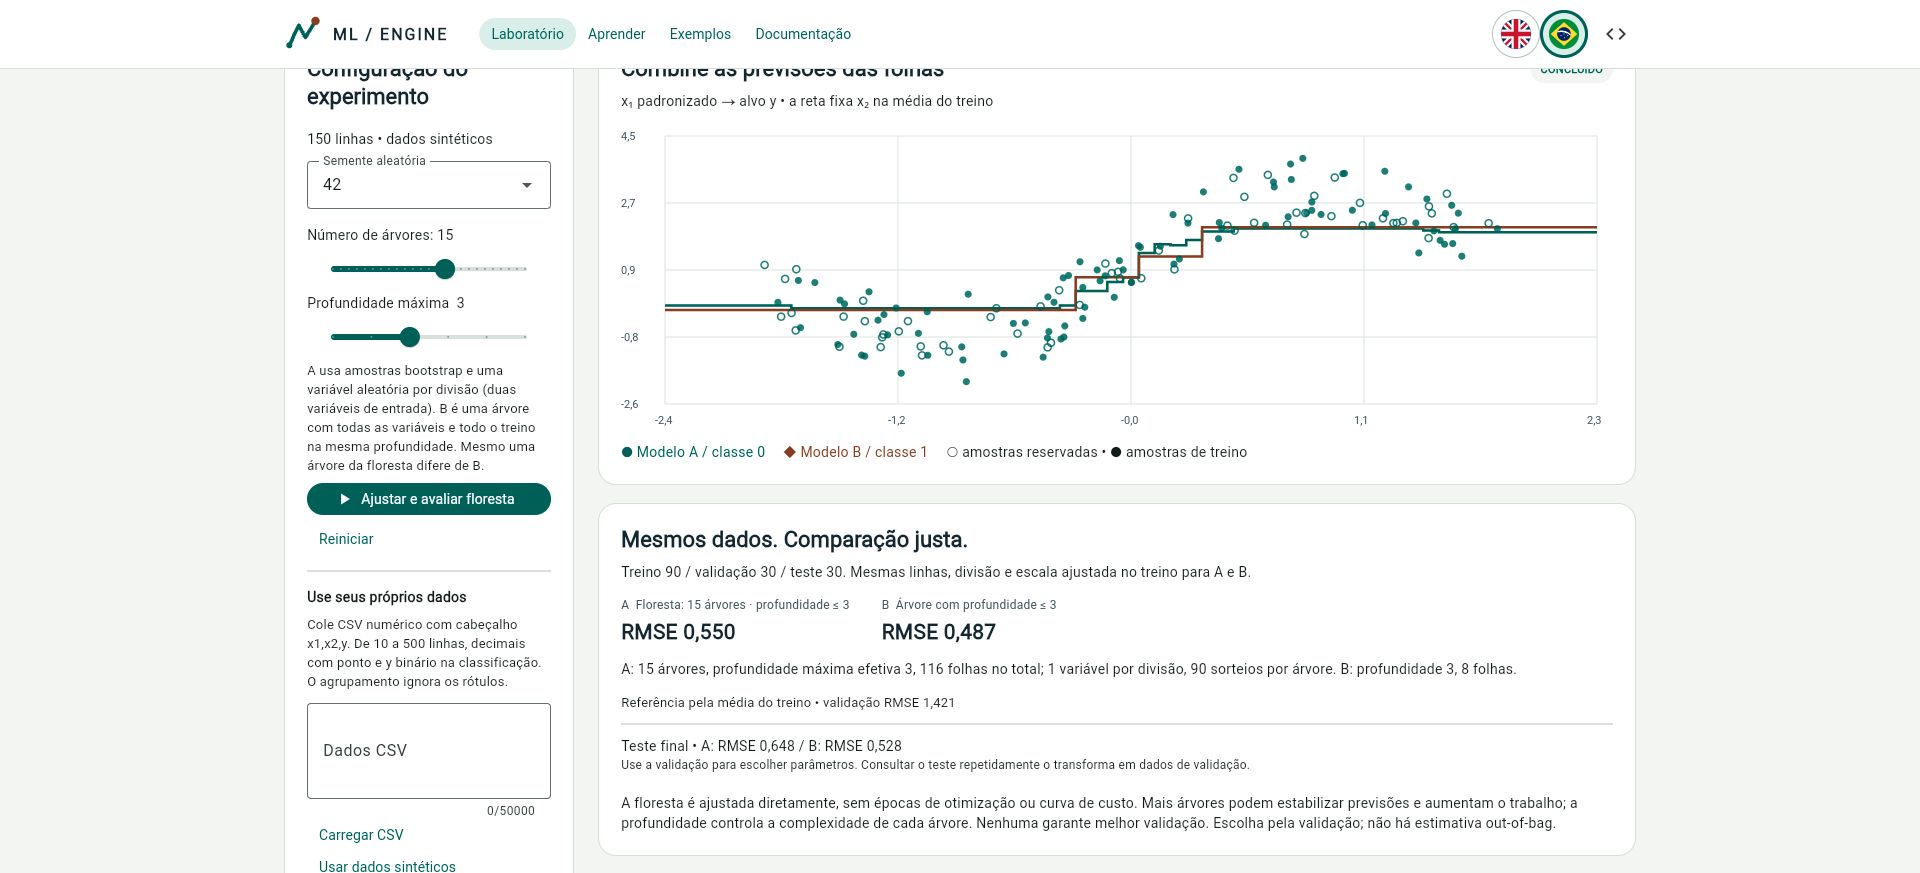 ML / ENGINE
Laboratório
Aprender
Exemplos
Documentação
Configuração do
experimento
150 linhas • dados sintéticos
Semente aleatória
42
Número de árvores: 15
Profundidade máxima 3
A usa amostras bootstrap e uma
variável aleatória por divisão (duas
variáveis de entrada). B é uma árvore
com todas as variáveis e todo o treino
na mesma profundidade. Mesmo uma
árvore da floresta difere de B.
Ajustar e avaliar floresta
Reiniciar
Use seus próprios dados
Cole CSV numérico com cabeçalho
x1,x2,y. De 10 a 500 linhas, decimais
com ponto e y binário na classificação.
O agrupamento ignora os rótulos.
Dados CSV
0/50000
Carregar CSV
Usar dados sintéticos
Combine as previsões das folhas
CONCLUÍDO
x₁ padronizado → alvo y • a reta fixa x₂ na média do treino
4,5
2,7
0,9
-0,8
-2,6
-2,4
-1,2
-0,0
1,1
2,3
Modelo A / classe 0
Modelo B / classe 1
amostras reservadas •
amostras de treino
Mesmos dados. Comparação justa.
Treino 90 / validação 30 / teste 30. Mesmas linhas, divisão e escala ajustada no treino para A e B.
A Floresta: 15 árvores · profundidade ≤ 3
RMSE 0,550
B Árvore com profundidade ≤ 3
RMSE 0,487
A: 15 árvores, profundidade máxima efetiva 3, 116 folhas no total; 1 variável por divisão, 90 sorteios por árvore. B: profundidade 3, 8 folhas.
Referência pela média do treino • validação RMSE 1,421
Teste final • A: RMSE 0,648 / B: RMSE 0,528
Use a validação para escolher parâmetros. Consultar o teste repetidamente o transforma em dados de validação.
A floresta é ajustada diretamente, sem épocas de otimização ou curva de custo. Mais árvores podem estabilizar previsões e aumentam o trabalho; a
profundidade controla a complexidade de cada árvore. Nenhuma garante melhor validação. Escolha pela validação; não há estimativa out-of-bag.